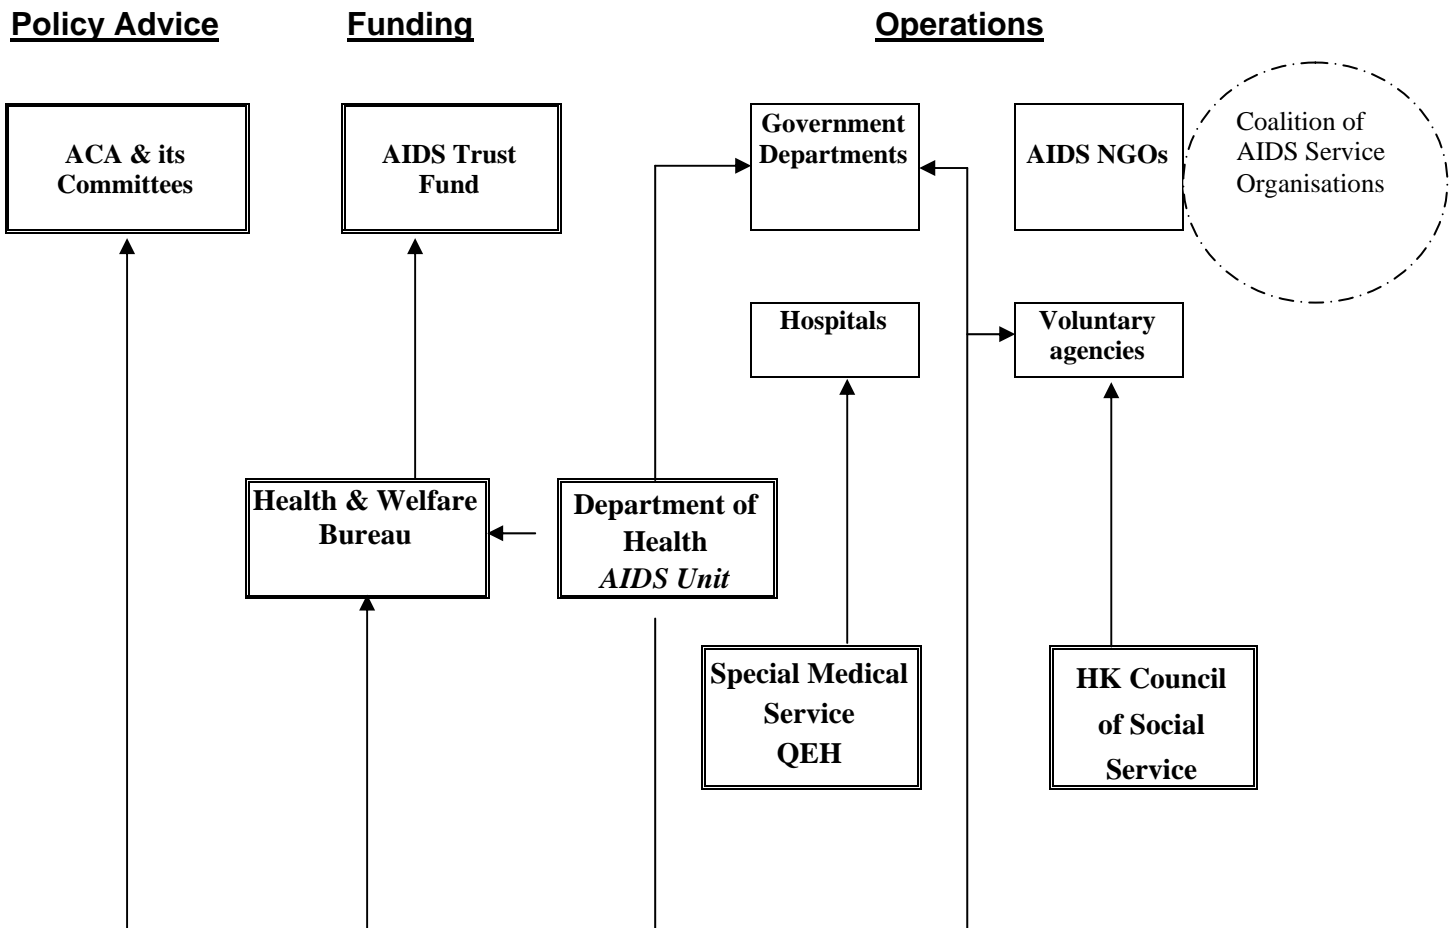 Policy Advice
Funding
Operations
ACA & its
Committees
AIDS Trust
Fund
Government
Departments
AIDS NGOs
Coalition of
AIDS Service
Organisations
Hospitals
Voluntary
agencies
Health & Welfare
Bureau
Department of
Health
AIDS Unit
Special Medical
Service
QEH
HK Council
of Social
Service